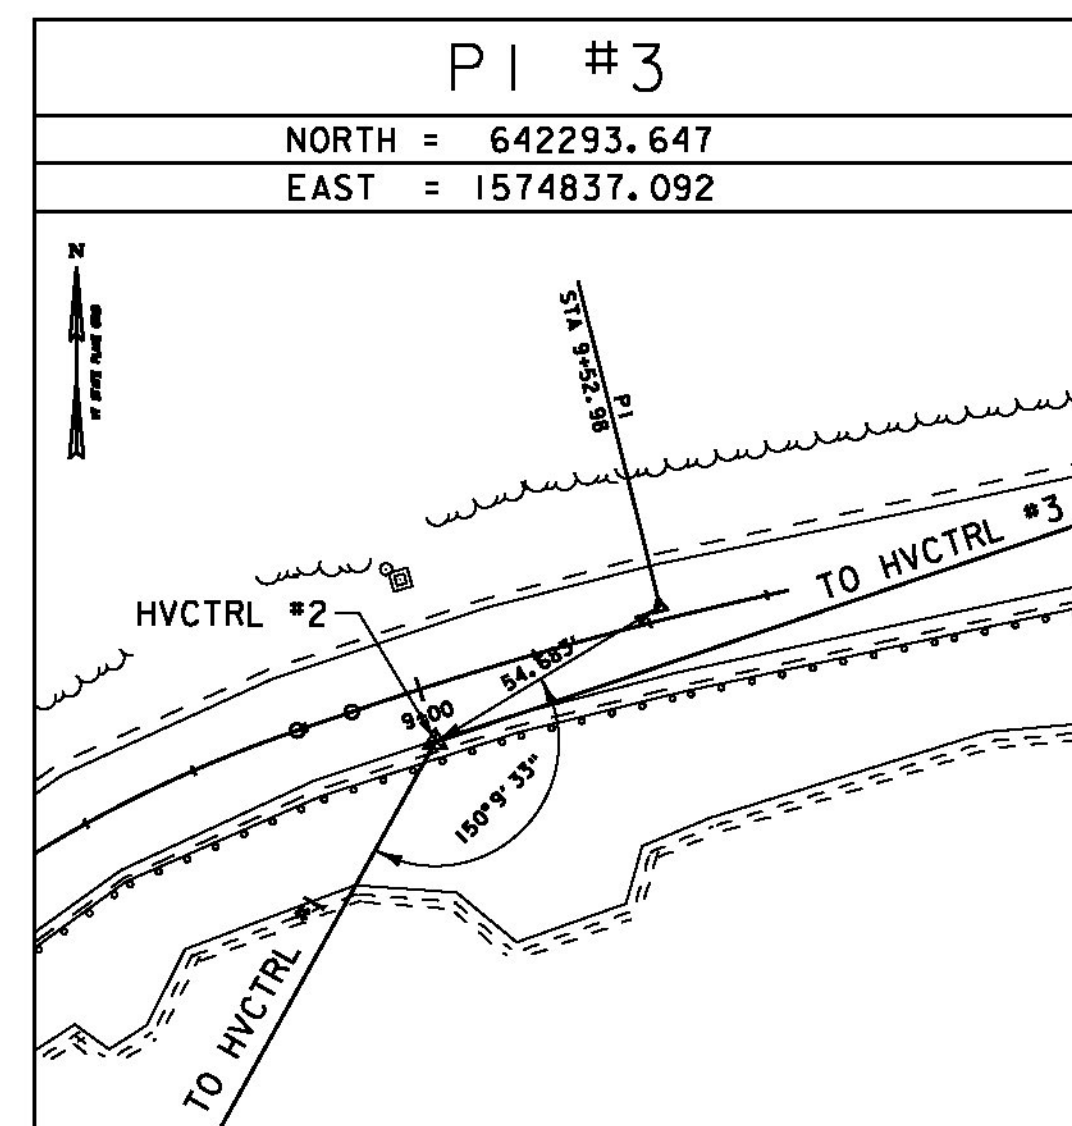 PI #3
NORTH = 642293.647
EAST = 1574837.092
N
STA 9+52.98
PI
TO HVCTRL #3
HVCTRL #2
54.685'
9+00
150°9'33"
TO HVCTRL #1